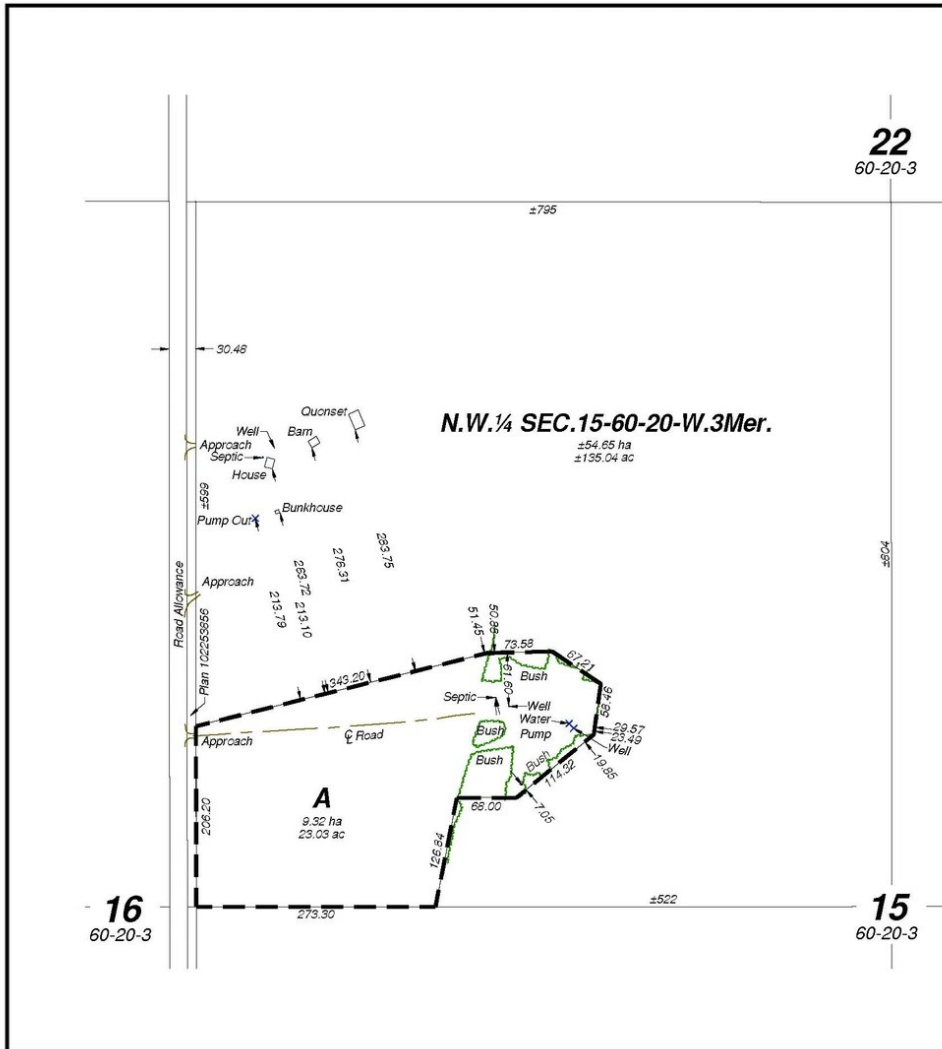 22
60-20-3
±795
30.48
Quonset
Well
Barn
N.W.¼ SEC.15-60-20-W.3Mer.
±54.65 ha
±135.04 ac
Approach
Septic
House
±599
Pump Out
Bunkhouse
283.75
276.31
263.72
213.10
213.79
±804
Approach
Road Allowance
Plan 102253856
51.45
50.88
73.58
67.21
343.20
61.60
Bush
58.46
Septic
Well
Water
Pump
29.57
23.49
Well
Approach
℄ Road
Bush
Bush
Bush
19.85
114.32
7.05
68.00
A
9.32 ha
23.03 ac
206.20
126.84
273.30
±522
16
60-20-3
15
60-20-3